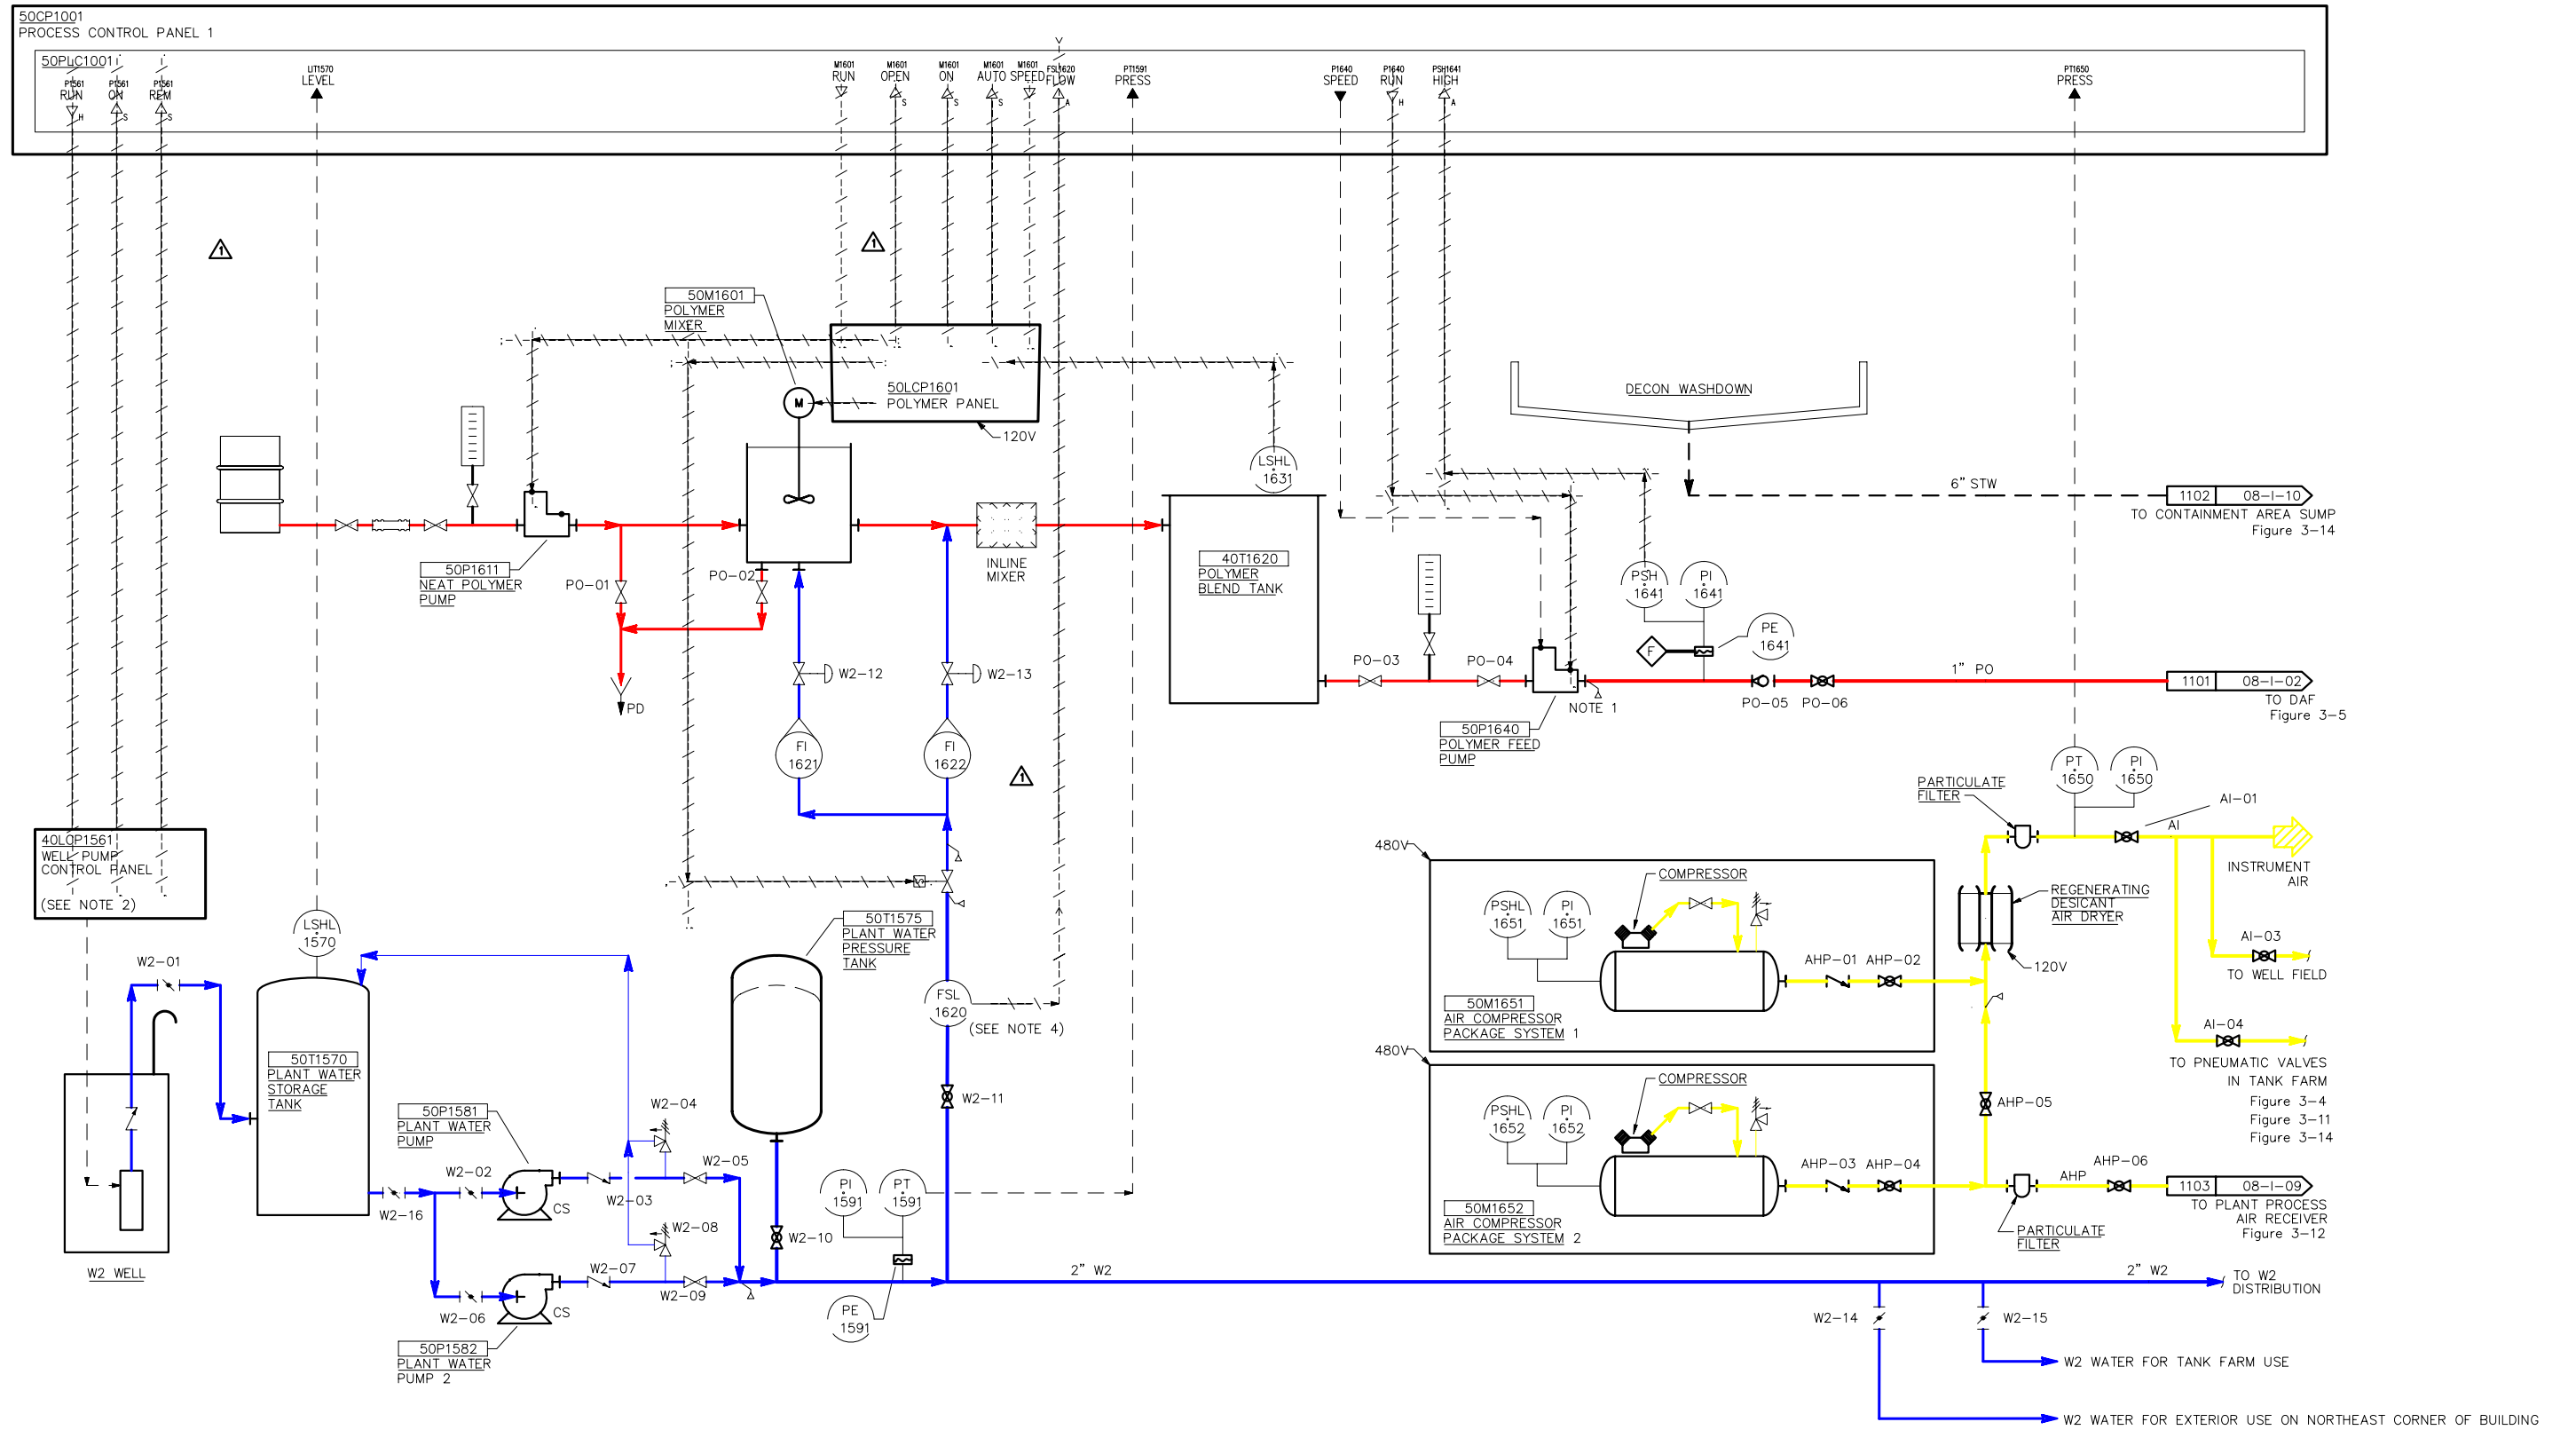 50CP1001
PROCESS CONTROL PANEL 1
50PLC1001
P1561
RUN
H
P1561
ON
S
P1561
REM
S
LIT1570
LEVEL
M1601
RUN
M1601
OPEN
S
M1601
ON
S
M1601
AUTO
S
M1601
SPEED
FSL1620
FLOW
A
PT1591
PRESS
P1640
SPEED
P1640
RUN
H
PSH1641
HIGH
A
PT1650
PRESS
1
1
50M1601
POLYMER
MIXER
50LCP1601
POLYMER PANEL
M
120V
DECON WASHDOWN
LSHL
1631
6" STW
1102 08-I-10
TO CONTAINMENT AREA SUMP
Figure 3-14
50P1611
NEAT POLYMER
PUMP
PO-01
PO-02
INLINE
MIXER
40T1620
POLYMER
BLEND TANK
PSH
1641
PI
1641
PE
1641
F
W2-12
W2-13
PO-03
PO-04
1" PO
1101 08-I-02
TO DAF
Figure 3-5
PD
NOTE 1
PO-05
PO-06
50P1640
POLYMER FEED
PUMP
FI
1621
FI
1622
1
PT
1650
PI
1650
PARTICULATE
FILTER
AI-01
AI
INSTRUMENT
AIR
40LCP1561
WELL PUMP
CONTROL PANEL
(SEE NOTE 2)
480V
COMPRESSOR
PSHL
1651
PI
1651
REGENERATING
DESICANT
AIR DRYER
120V
LSHL
1570
50T1575
PLANT WATER
PRESSURE
TANK
AI-03
TO WELL FIELD
W2-01
AHP-01
AHP-02
FSL
1620
(SEE NOTE 4)
50M1651
AIR COMPRESSOR
PACKAGE SYSTEM 1
AI-04
TO PNEUMATIC VALVES
IN TANK FARM
Figure 3-4
Figure 3-11
Figure 3-14
50T1570
PLANT WATER
STORAGE
TANK
480V
COMPRESSOR
PSHL
1652
PI
1652
W2-11
AHP-05
50P1581
PLANT WATER
PUMP
W2-04
W2-05
W2-02
W2-03
W2-16
CS
PI
1591
PT
1591
AHP-03
AHP-04
AHP
AHP-06
1103 08-I-09
TO PLANT PROCESS
AIR RECEIVER
Figure 3-12
50M1652
AIR COMPRESSOR
PACKAGE SYSTEM 2
PARTICULATE
FILTER
W2-08
W2-10
W2 WELL
W2-07
W2-09
2" W2
2" W2
TO W2
DISTRIBUTION
W2-06
CS
PE
1591
W2-14
W2-15
50P1582
PLANT WATER
PUMP 2
W2 WATER FOR TANK FARM USE
W2 WATER FOR EXTERIOR USE ON NORTHEAST CORNER OF BUILDING